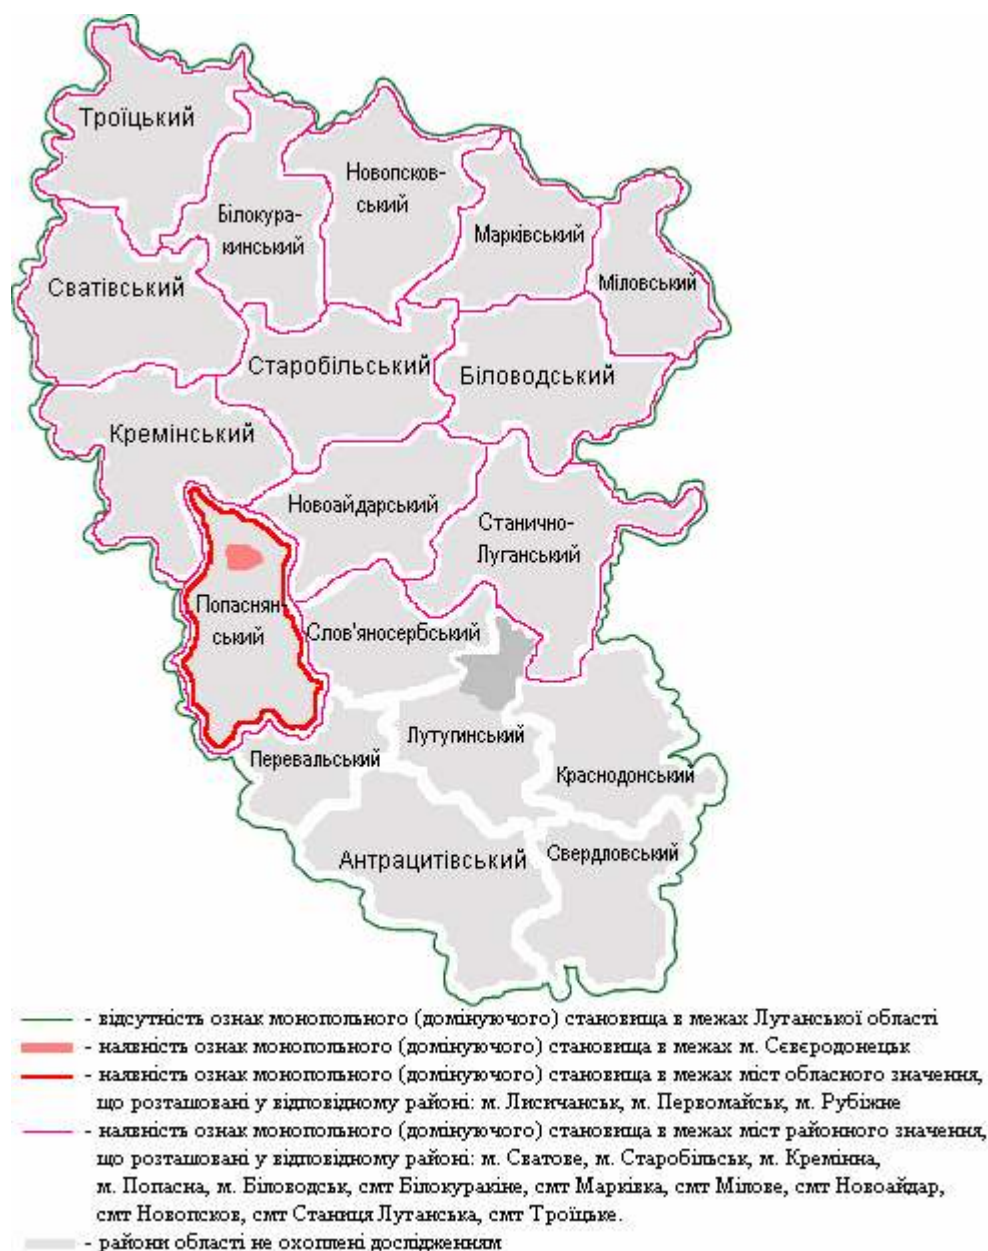 Троїцький
Новопсков-
ський
Білокура-
кинський
Марківський
Міловський
Сватівський
Старобільський
Біловодський
Кремінський
Новоайдарський
Станично-
Луганський
Попаснян-
ський
Слов'яносербський
Лутугинський
Перевальський
Краснодонський
Антрацитівський
Свердловський
- відсутність ознак монопольного (домінуючого) становища в межах Луганської області
- наявність ознак монопольного (домінуючого) становища в межах м. Сєвєродонецьк
- наявність ознак монопольного (домінуючого) становища в межах міст обласного значення,
що розташовані у відповідному районі: м. Лисичанськ, м. Первомайськ, м. Рубіжне
- наявність ознак монопольного (домінуючого) становища в межах міст районного значення,
що розташовані у відповідному районі: м. Сватове, м. Старобільськ, м. Кремінна,
м. Попасна, м. Біловодськ, смт Білокуракіне, смт Марківка, смт Мілове, смт Новоайдар,
смт Новопсков, смт Станиця Луганська, смт Троїцьке.
- райони області не охоплені дослідженням